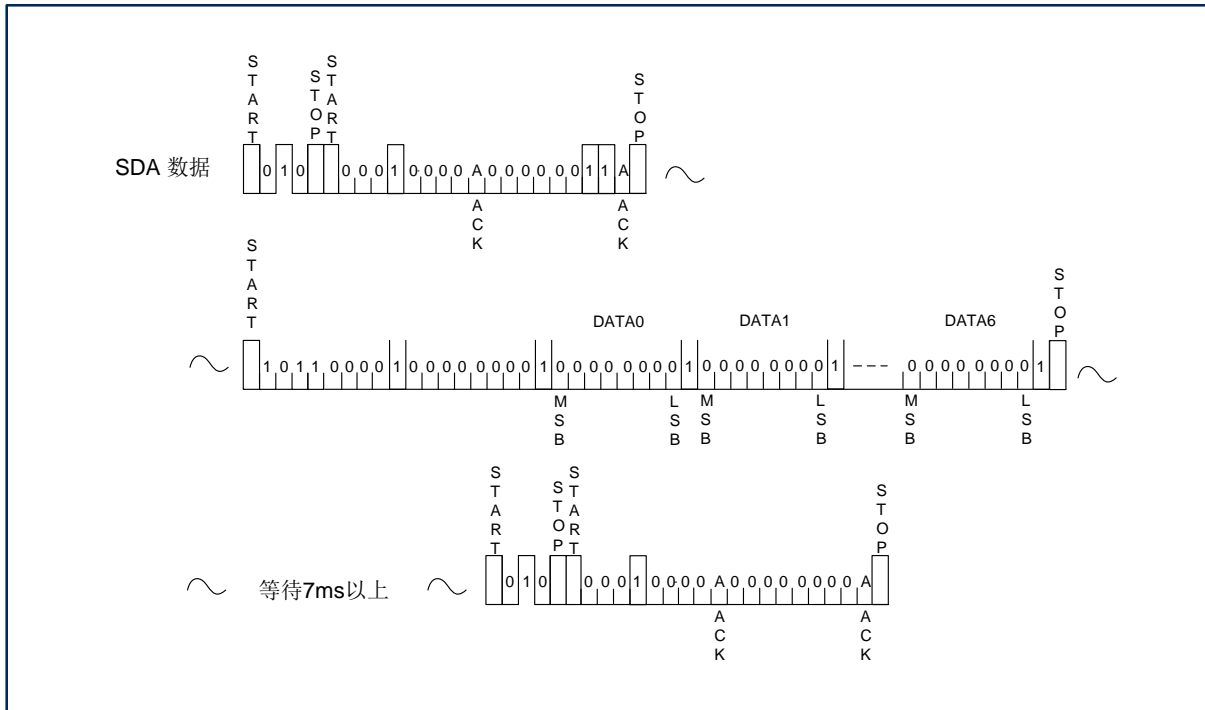 START
STOP
START
STOP
SDA 数据
0 1 0 0 0 0 1 0 0 0 0 A 0 0 0 0 0 0 1 1 A
ACK
ACK
START
STOP
DATA0
DATA1
DATA6
1 0 1 1 0 0 0 0 1 0 0 0 0 0 0 0 0 1 0 0 0 0 0 0 0 0 1 0 0 0 0 0 0 0 0 1 --- 0 0 0 0 0 0 0 0 1
MSB
LSB
MSB
LSB
MSB
LSB
START
STOP
START
STOP
等待7ms以上
0 1 0 0 0 0 1 0 0 0 0 A 0 0 0 0 0 0 0 0 A
ACK
ACK